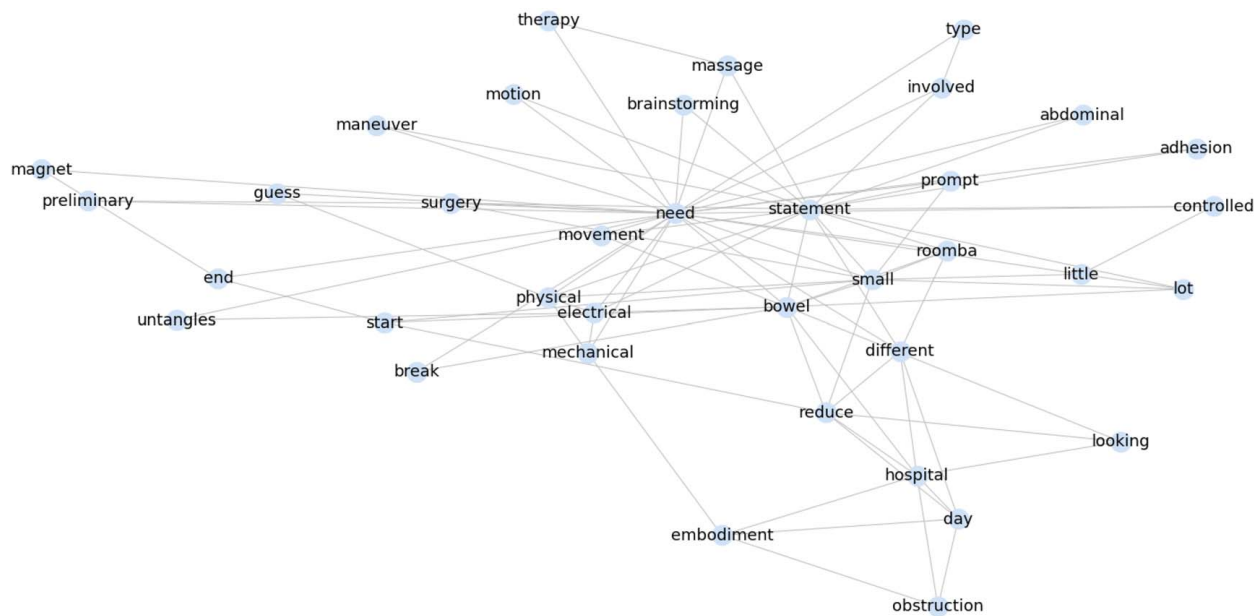 therapy
type
massage
involved
motion
brainstorming
abdominal
maneuver
adhesion
magnet
prompt
guess
preliminary
surgery
need
statement
controlled
movement
roomba
end
small
little
lot
physical
bowel
electrical
untangles
start
mechanical
different
break
reduce
looking
hospital
day
embodiment
obstruction